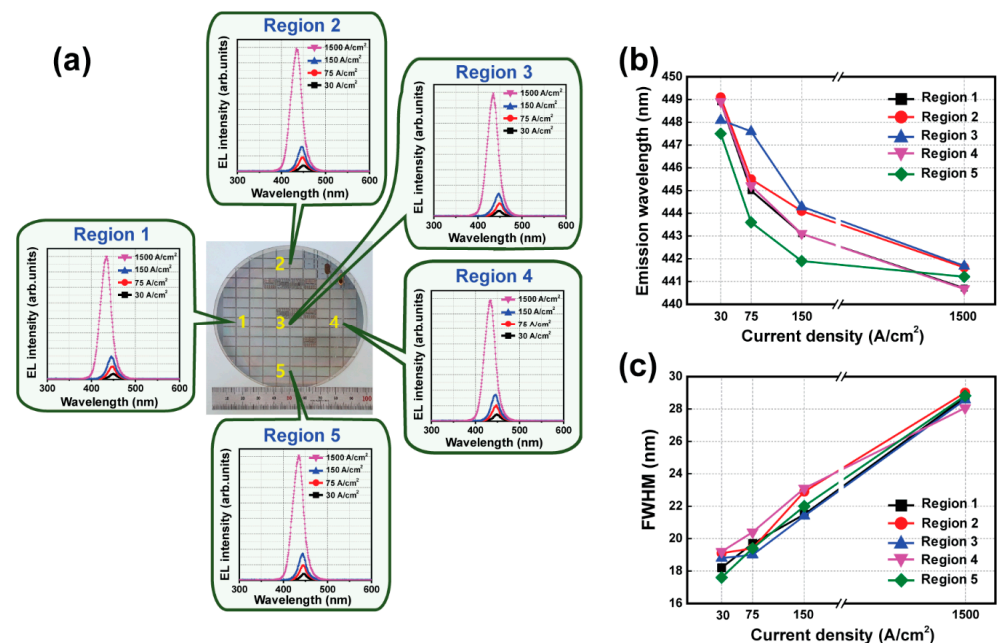 (a)
Region 1
EL intensity (arb.units)
1500 A/cm²
150 A/cm²
75 A/cm²
30 A/cm²
300 400 500 600
Wavelength (nm)
Region 2
EL intensity (arb.units)
1500 A/cm²
150 A/cm²
75 A/cm²
30 A/cm²
300 400 500 600
Wavelength (nm)
Region 3
EL intensity (arb.units)
1500 A/cm²
150 A/cm²
75 A/cm²
30 A/cm²
300 400 500 600
Wavelength (nm)
Region 4
EL intensity (arb.units)
1500 A/cm²
150 A/cm²
75 A/cm²
30 A/cm²
300 400 500 600
Wavelength (nm)
Region 5
EL intensity (arb.units)
1500 A/cm²
150 A/cm²
75 A/cm²
30 A/cm²
300 400 500 600
Wavelength (nm)
2
1 3 4
5
100
(b)
Emission wavelength (nm)
450
449
448
447
446
445
444
443
442
441
440
Region 1
Region 2
Region 3
Region 4
Region 5
30 75 150 1500
Current density (A/cm²)
(c)
FWHM (nm)
30
28
26
24
22
20
18
16
Region 1
Region 2
Region 3
Region 4
Region 5
30 75 150 1500
Current density (A/cm²)